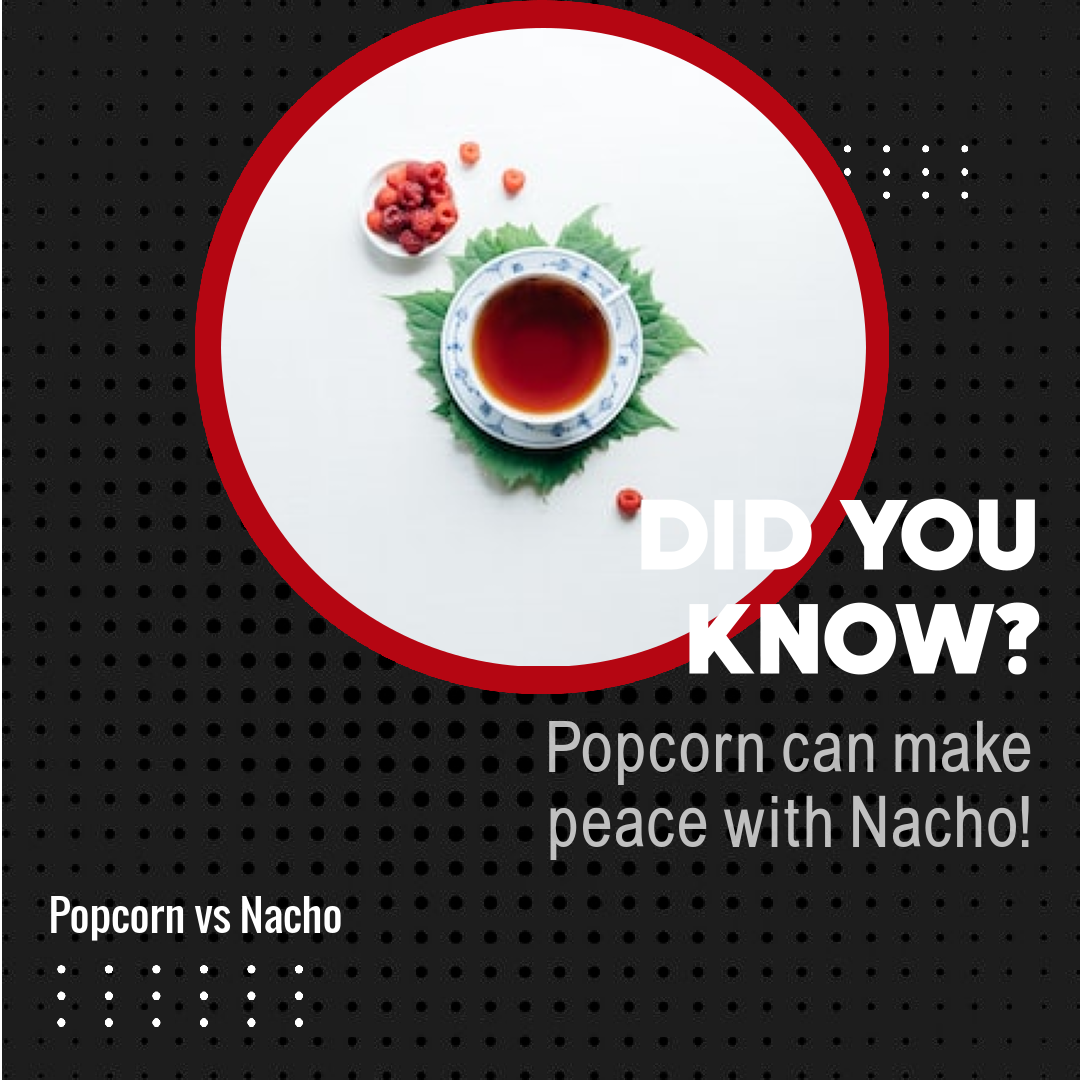 DID YOU
KNOW?
Popcorn can make
peace with Nacho!
Popcorn vs Nacho